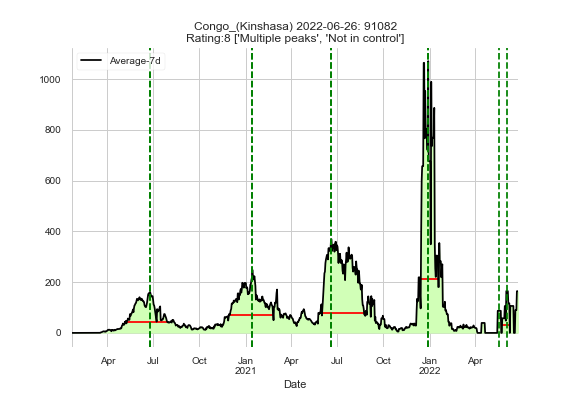 Congo_(Kinshasa) 2022-06-26: 91082
Rating:8 ['Multiple peaks', 'Not in control']
Average-7d
1000
800
600
400
200
0
Apr Jul Oct Jan Apr Jul Oct Jan Apr
2021 2022
Date